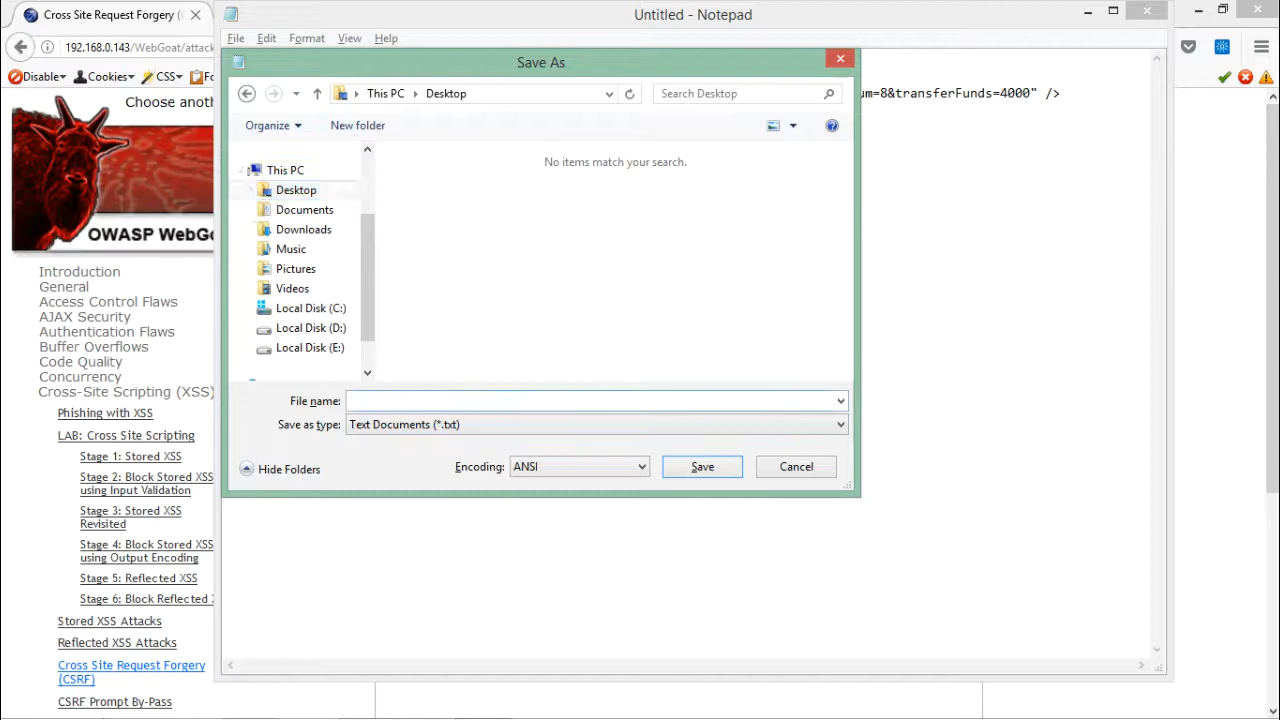 Cross Site Request Forgery (
Untitled - Notepad
192.168.0.143/WebGoat/attack
File Edit Format View Help
Disable Cookies CSS Fo
Save As
This PC Desktop
Search Desktop
um=8&transferFunds=4000" />
Choose anoth
Organize New folder
No items match your search.
This PC
Desktop
Documents
Downloads
Music
Pictures
Videos
Local Disk (C:)
Local Disk (D:)
Local Disk (E:)
OWASP WebGo
File name:
Save as type: Text Documents (*.txt)
Hide Folders
Encoding: ANSI
Save
Cancel
Introduction
General
Access Control Flaws
AJAX Security
Authentication Flaws
Buffer Overflows
Code Quality
Concurrency
Cross-Site Scripting (XSS)
Phishing with XSS
LAB: Cross Site Scripting
Stage 1: Stored XSS
Stage 2: Block Stored XSS
using Input Validation
Stage 3: Stored XSS
Revisited
Stage 4: Block Stored XSS
using Output Encoding
Stage 5: Reflected XSS
Stage 6: Block Reflected
Stored XSS Attacks
Reflected XSS Attacks
Cross Site Request Forgery
(CSRF)
CSRF Prompt By-Pass